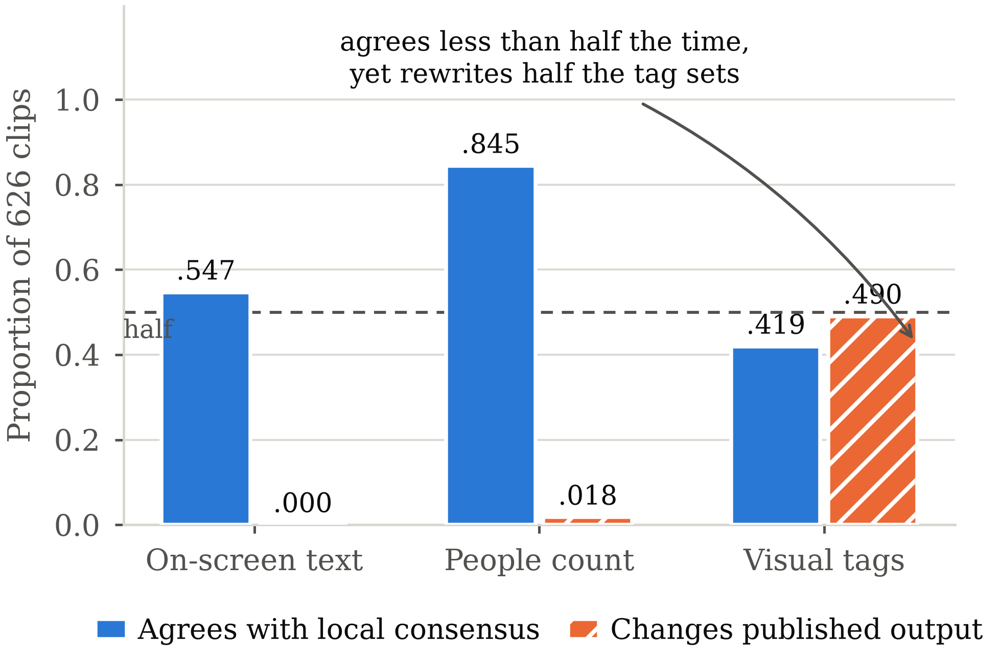 agrees less than half the time,
yet rewrites half the tag sets
Proportion of 626 clips
1.0
0.8
0.6
0.4
0.2
0.0
half
.547
.000
.845
.018
.419
.490
On-screen text
People count
Visual tags
Agrees with local consensus
Changes published output